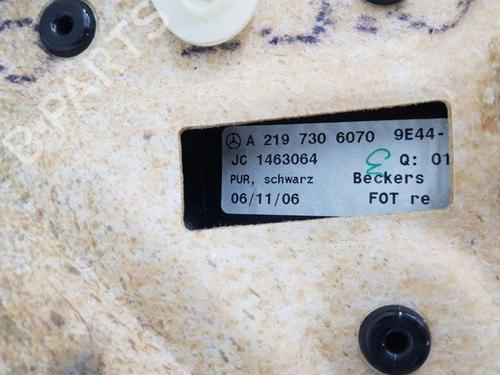 A 219 730 6070 9E44-
JC 1463064 Q: 01
PUR, schwarz Beckers
06/11/06 FOT re
B-PARTS